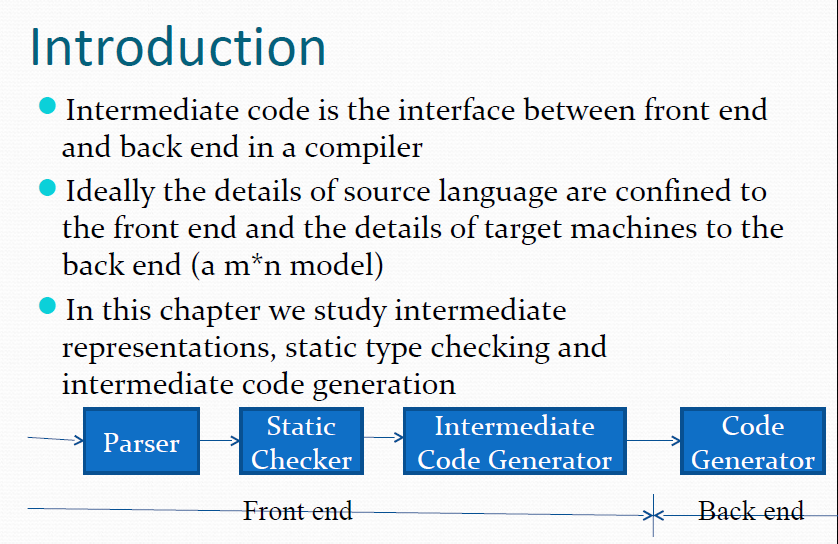 Introduction
Intermediate code is the interface between front end
and back end in a compiler
Ideally the details of source language are confined to
the front end and the details of target machines to the
back end (a m*n model)
In this chapter we study intermediate
representations, static type checking and
intermediate code generation
Parser
Static
Checker
Intermediate
Code Generator
Code
Generator
Front end
Back end